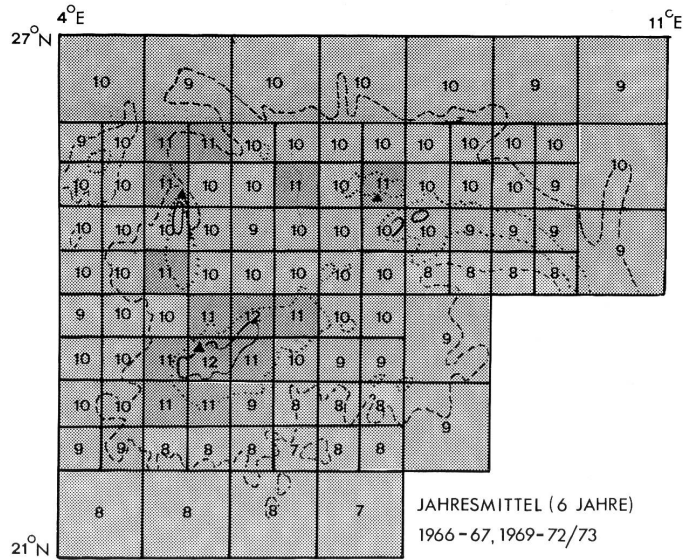 4°E 11°E
27°N
10 9 10 10 10 9 9
9 10 11 11 10 10 10 10 10 10 10 10
10
10 10 11 10 10 11 10 11 10 10 10 9
10 10 10 10 9 10 10 10 10 9 9 9
9
10 10 11 10 10 10 10 10 8 8 8 8
9 10 10 11 12 11 10 10
9
10 10 11 12 11 10 9 9
10 10 11 11 9 8 8 8
9
9 9 8 8 8 7 8 8
8 8 8 7
JAHRESMITTEL (6 JAHRE)
1966-67, 1969-72/73
21°N